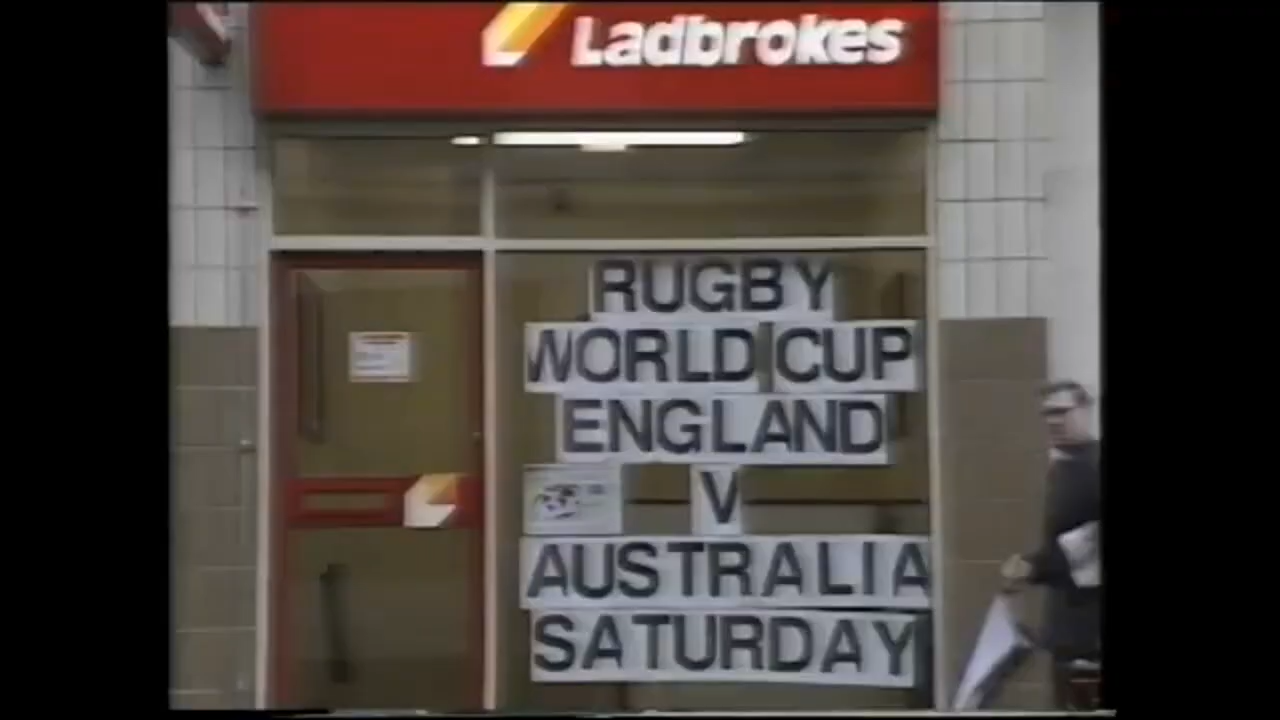 Ladbrokes
RUGBY
WORLD CUP
ENGLAND
V
AUSTRALIA
SATURDAY